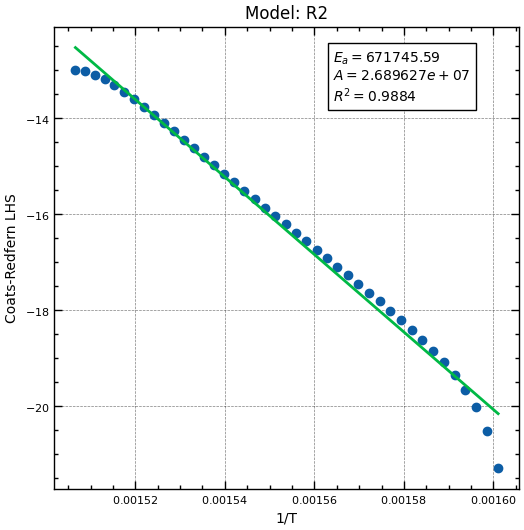 Model: R2
E_a = 671745.59
A = 2.689627e + 07
R^2 = 0.9884
Coats-Redfern LHS
−14
−16
−18
−20
0.00152 0.00154 0.00156 0.00158 0.00160
1/T